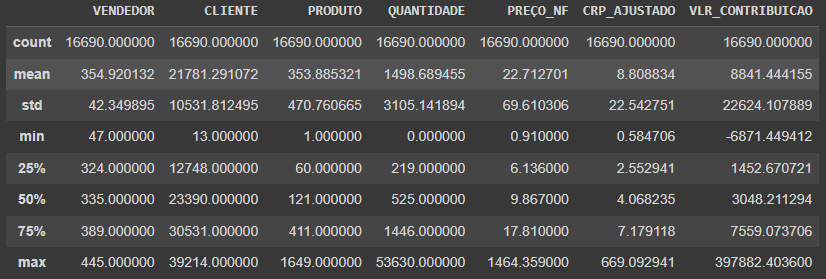 VENDEDOR CLIENTE PRODUTO QUANTIDADE PREÇO_NF CRP_AJUSTADO VLR_CONTRIBUICAO
count 16690.000000 16690.000000 16690.000000 16690.000000 16690.000000 16690.000000 16690.000000
mean 354.920132 21781.291072 353.885321 1498.689455 22.712701 8.808834 8841.444155
std 42.349895 10531.812495 470.760665 3105.141894 69.610306 22.542751 22624.107889
min 47.000000 13.000000 1.000000 0.000000 0.910000 0.584706 -6871.449412
25% 324.000000 12748.000000 60.000000 219.000000 6.136000 2.552941 1452.670721
50% 335.000000 23390.000000 121.000000 525.000000 9.867000 4.068235 3048.211294
75% 389.000000 30531.000000 411.000000 1446.000000 17.810000 7.179118 7559.073706
max 445.000000 39214.000000 1649.000000 53630.000000 1464.359000 669.092941 397882.403600